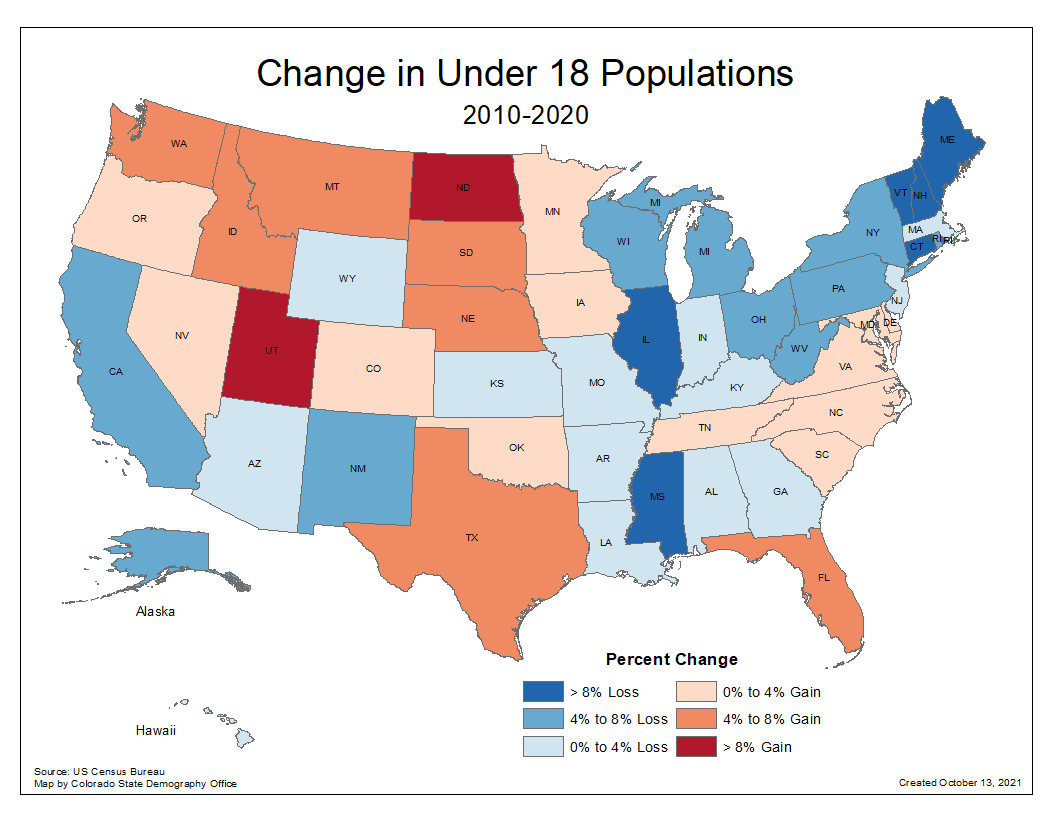 Change in Under 18 Populations
2010-2020
ME
WA
VT
NH
ND
MT
MI
MN
OR
MA
NY
ID
WI
CT
RI
RI
MI
SD
WY
PA
NJ
IA
NE
OH
DE
MD
NV
IN
IL
WV
UT
VA
CO
CA
KS
MO
KY
NC
TN
OK
SC
AR
AZ
NM
AL
GA
MS
TX
LA
FL
Alaska
Hawaii
Percent Change
> 8% Loss
0% to 4% Gain
4% to 8% Loss
4% to 8% Gain
0% to 4% Loss
> 8% Gain
Source: US Census Bureau
Map by Colorado State Demography Office
Created October 13, 2021